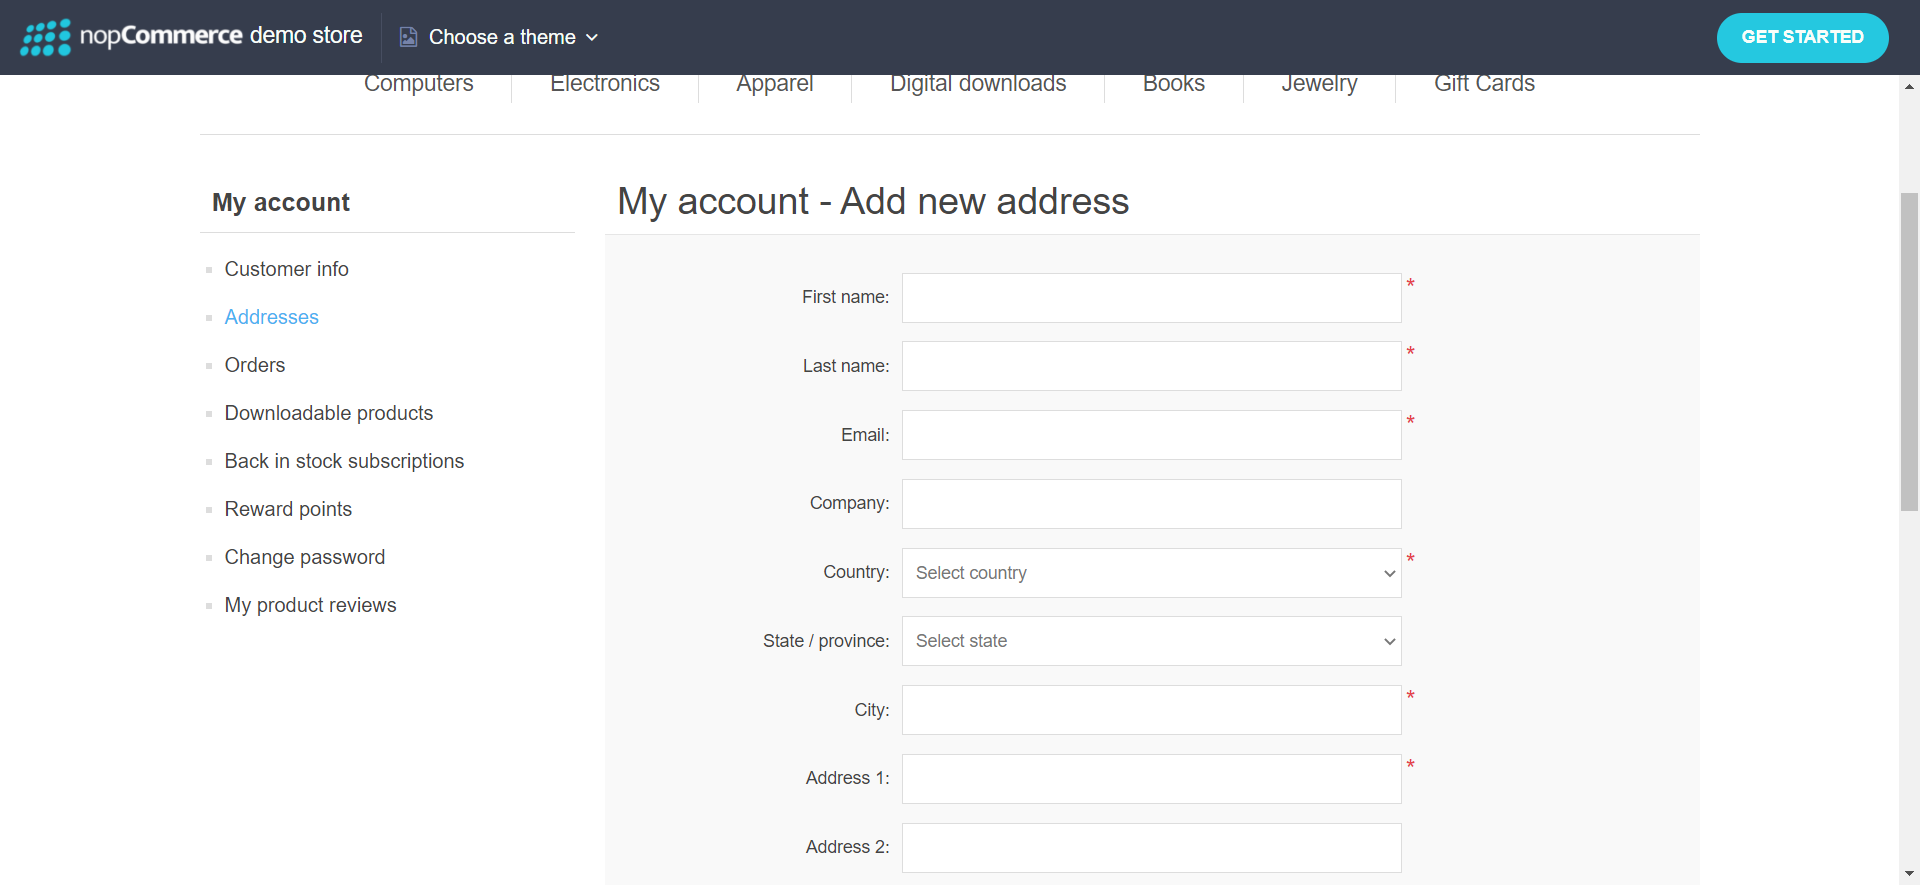 nopCommerce demo store
Choose a theme
GET STARTED
Computers
Electronics
Apparel
Digital downloads
Books
Jewelry
Gift Cards
My account
Customer info
Addresses
Orders
Downloadable products
Back in stock subscriptions
Reward points
Change password
My product reviews
My account - Add new address
First name: *
Last name: *
Email: *
Company:
Country: Select country *
State / province: Select state
City: *
Address 1: *
Address 2: